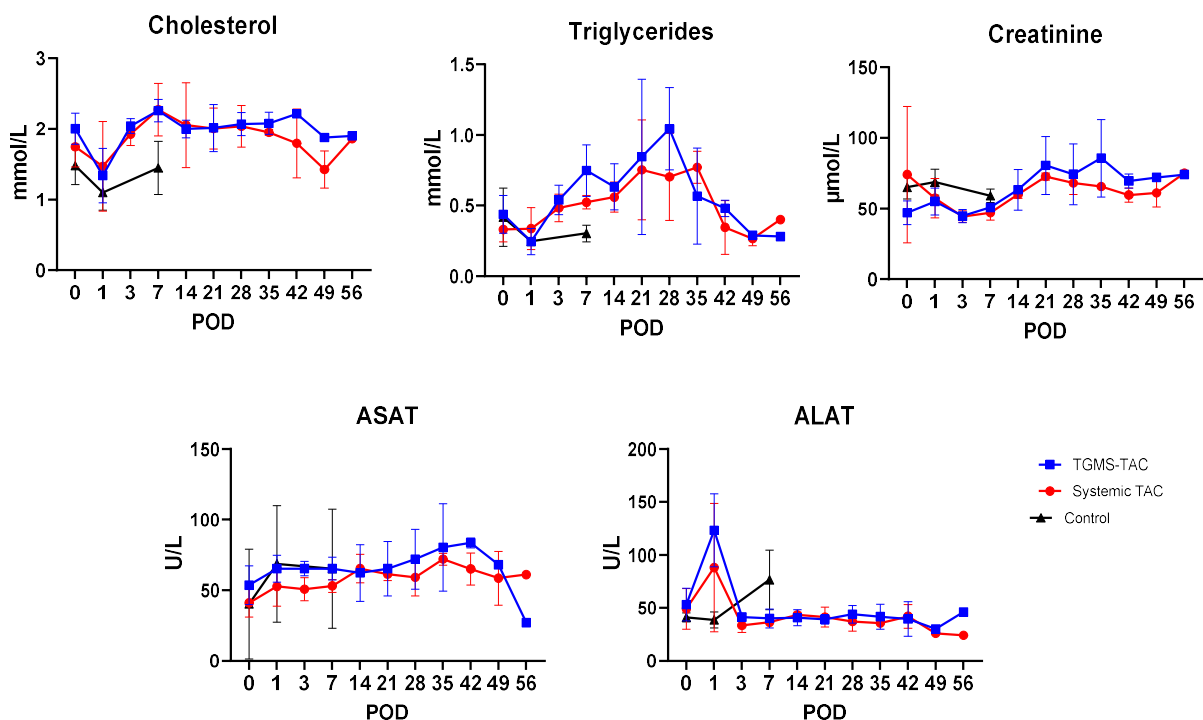 Cholesterol
3
2
1
0
mmol/L
0 1 3 7 14 21 28 35 42 49 56
POD
Triglycerides
1.5
1.0
0.5
0.0
mmol/L
0 1 3 7 14 21 28 35 42 49 56
POD
Creatinine
150
100
50
0
µmol/L
0 1 3 7 14 21 28 35 42 49 56
POD
ASAT
150
100
50
0
U/L
0 1 3 7 14 21 28 35 42 49 56
POD
ALAT
200
150
100
50
0
U/L
0 1 3 7 14 21 28 35 42 49 56
POD
TGMS-TAC
Systemic TAC
Control